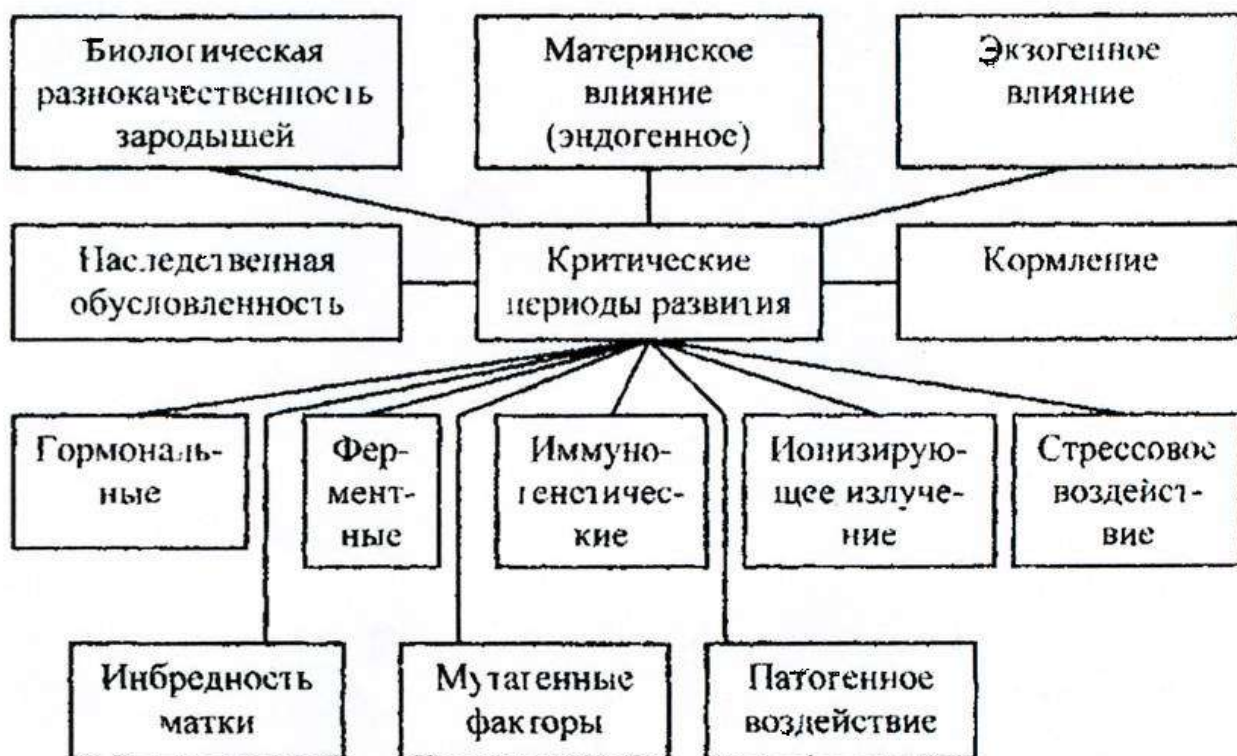 Биологическая
разнокачественность
зародышей
Материнское
влияние
(эндогенное)
Экзогенное
влияние
Наследственная
обусловленность
Критические
периоды развития
Кормление
Гормональ-
ные
Фер-
мент-
ные
Иммуно-
генетичес-
кие
Ионизирую-
щее излуче-
ние
Стрессовое
воздейст-
вие
Инбредность
матки
Мутагенные
факторы
Патогенное
воздействие